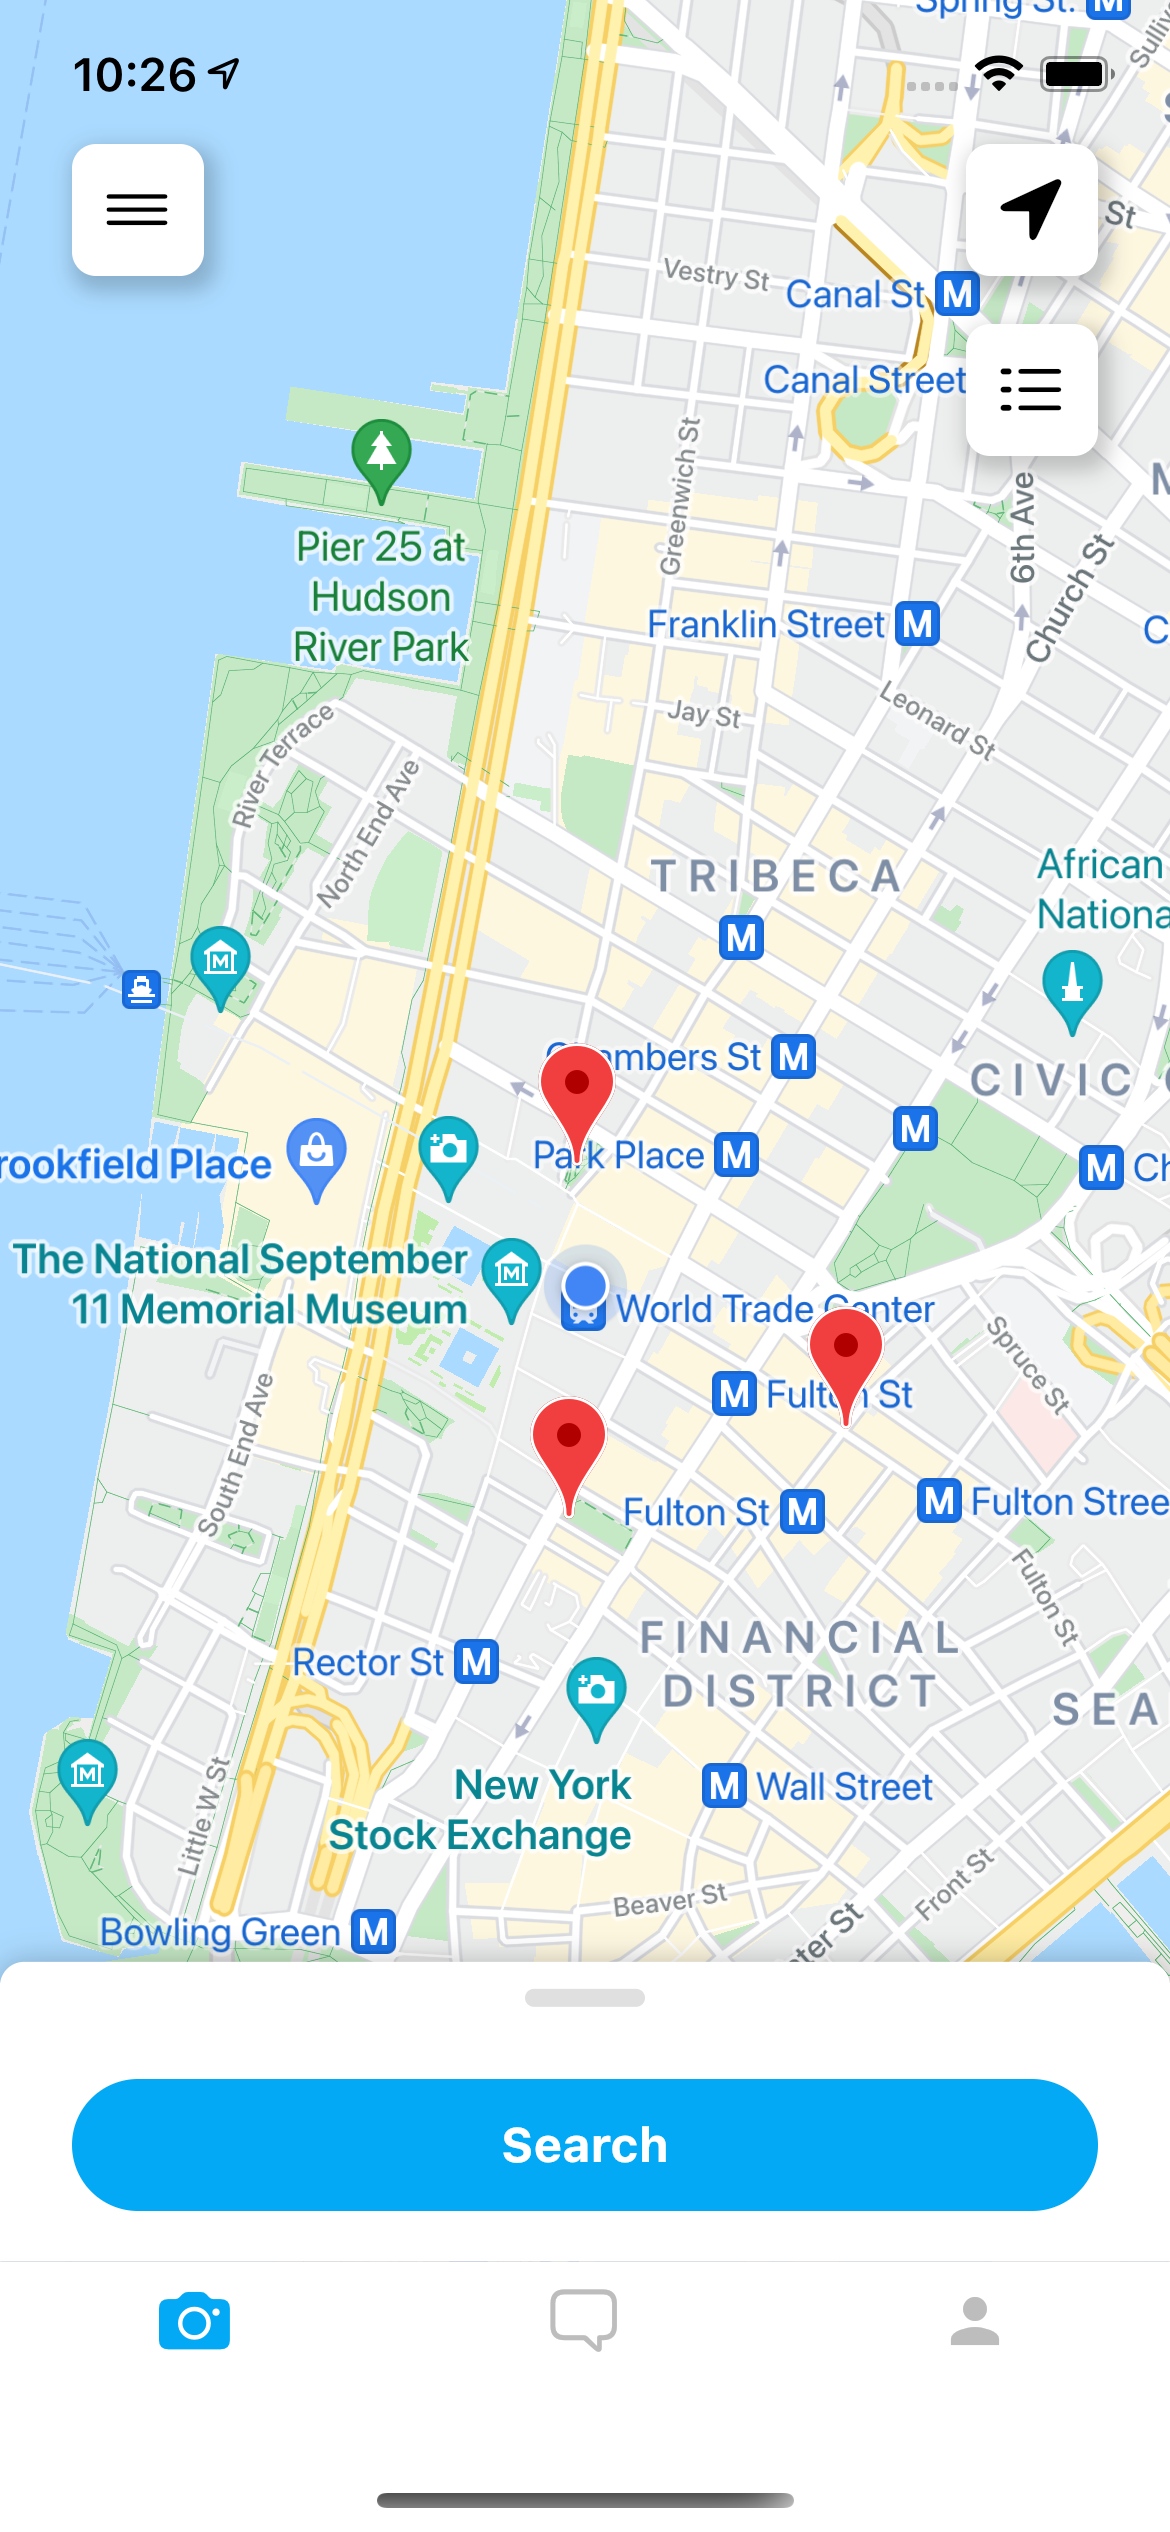 Spring St.
10:26
St
Vestry St
Canal St
M
Canal Street
Greenwich St
6th Ave
Church St
Pier 25 at
Hudson
River Park
Franklin Street
M
Jay St
Leonard St
River Terrace
North End Ave
TRIBECA
M
African
Nationa
M
Chambers St
M
CIVIC
M
Park Place
M
M
Ch
rookfield Place
The National September
11 Memorial Museum
M
World Trade Center
Spruce St
M
Fulton St
South End Ave
Fulton St
M
M
Fulton Stree
Fulton St
FINANCIAL
DISTRICT
Rector St
M
SEA
M
New York
Stock Exchange
M
Wall Street
Little W St
Beaver St
Front St
ter St
Bowling Green
M
Search